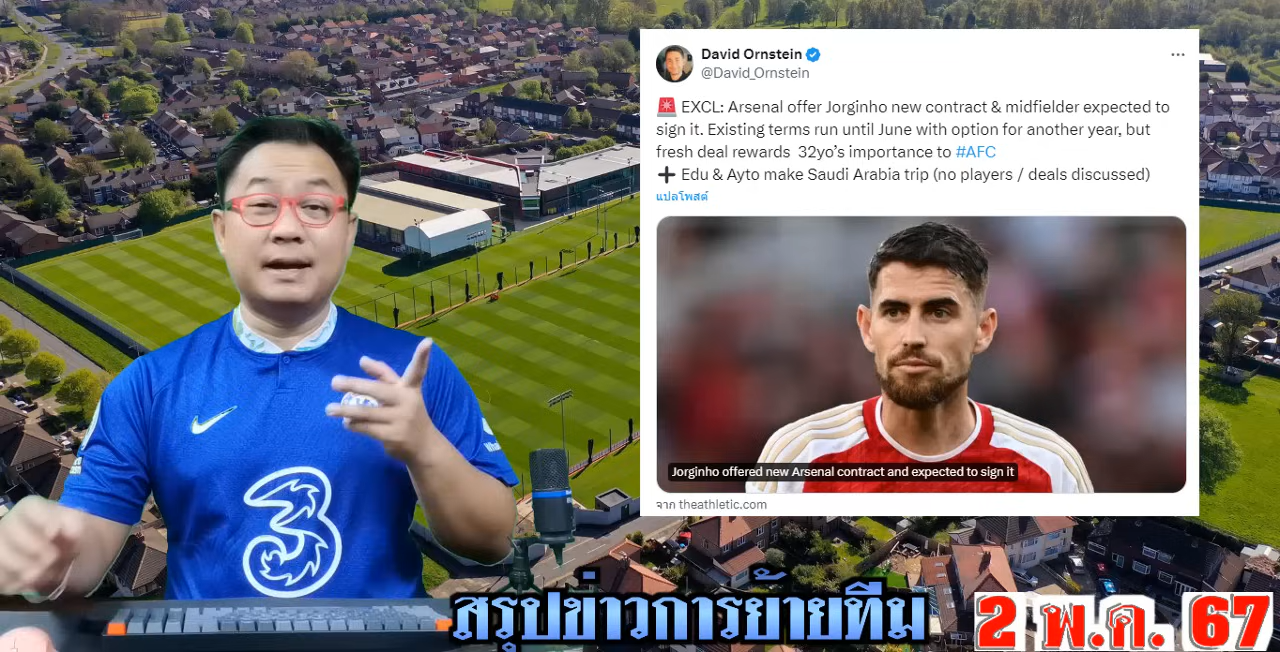 David Ornstein
@David_Ornstein
🚨 EXCL: Arsenal offer Jorginho new contract & midfielder expected to
sign it. Existing terms run until June with option for another year, but
fresh deal rewards 32yo’s importance to #AFC
➕ Edu & Ayto make Saudi Arabia trip (no players / deals discussed)
แปลโพสต์
Jorginho offered new Arsenal contract and expected to sign it
จาก theathletic.com
3
สรุปข่าวการย้ายทีม
2 พ.ค. 67